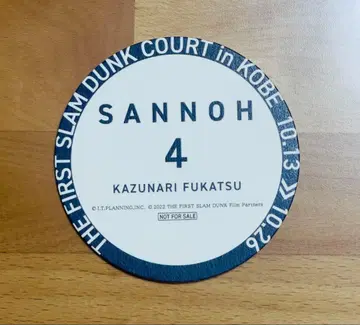 THE FIRST SLAM DUNK COURT in KOBE 10.13 >> 10.26
SANNOH
4
KAZUNARI FUKATSU
© I.T.PLANNING,INC. © 2022 THE FIRST SLAM DUNK Film Partners
NOT FOR SALE